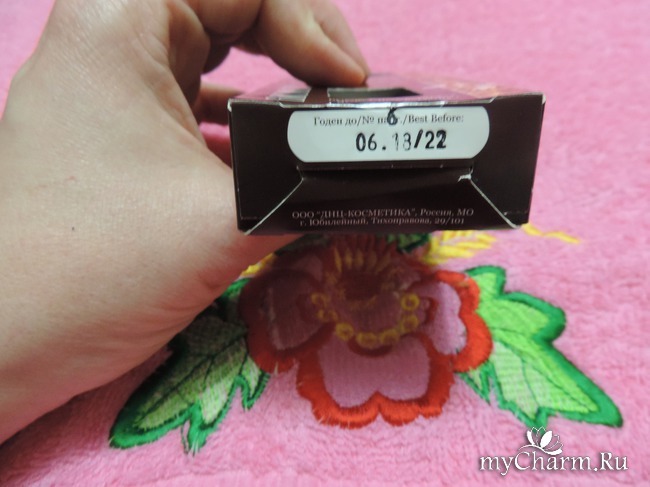 Годен до/№ па6./Best Before:
06.18/22
ООО "ДНЦ-КОСМЕТИКА", Россия, МО
г. Юбилейный, Тихонравова, 29/101
myCharm.Ru